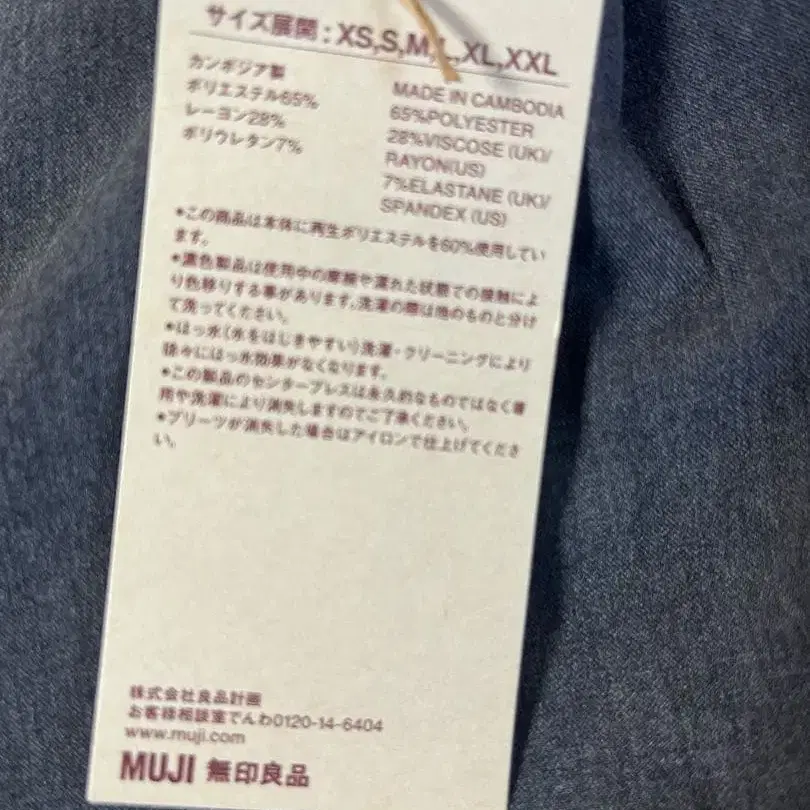 サイズ展開：XS,S,M,L,XL,XXL
カンボジア製
ポリエステル65%
レーヨン28%
ポリウレタン7%
MADE IN CAMBODIA
65%POLYESTER
28%VISCOSE (UK)/
RAYON(US)
7%ELASTANE (UK)/
SPANDEX (US)
*この商品は本体に再生ポリエステルを60%使用してい
ます。
*濃色製品は使用中の摩擦や濡れた状態での接触によ
り色移りする事があります。洗濯の際は他のものと分け
て洗ってください。
*はっ水(水をはじきやすい)洗濯・クリーニングにより
徐々にはっ水効果がなくなります。
*この製品のセンタープレスは永久的なものではなく着
用や洗濯により消失しますのでご了承ください。
*プリーツが消失した場合はアイロンで仕上げてくださ
い。
株式会社良品計画
お客様相談室でんわ0120-14-6404
www.muji.com
MUJI 無印良品